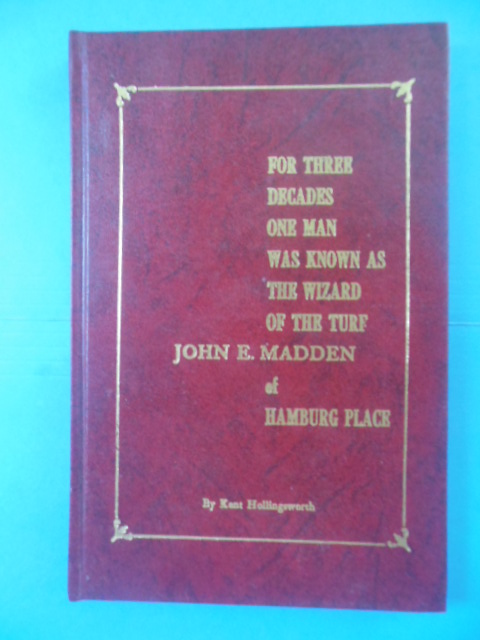 FOR THREE
DECADES
ONE MAN
WAS KNOWN AS
THE WIZARD
OF THE TURF
JOHN E. MADDEN
of
HAMBURG PLACE
By Kent Hollingsworth